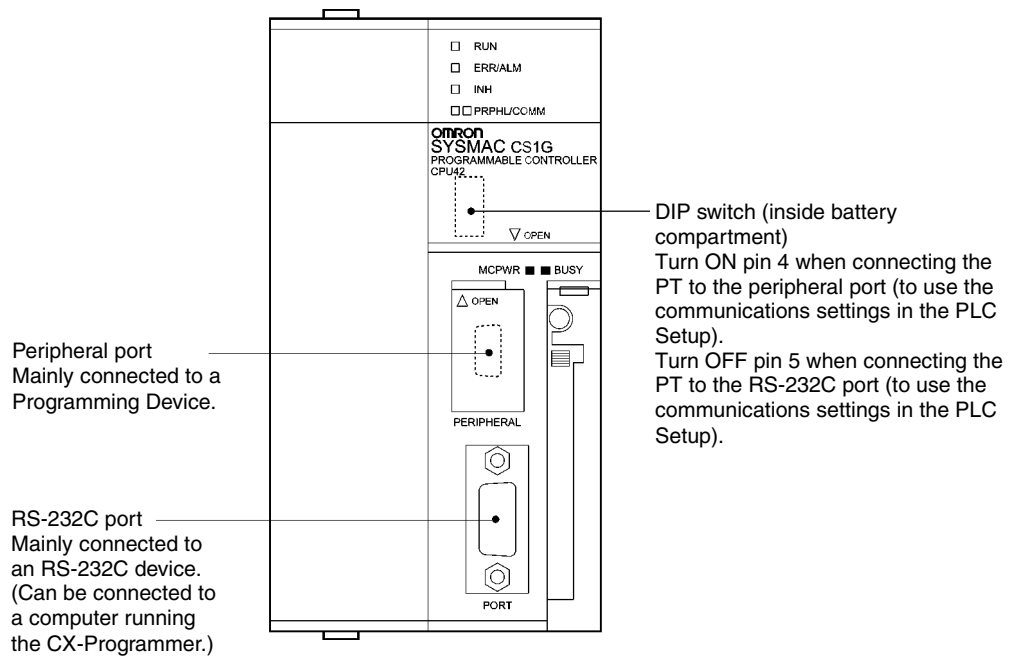 RUN
ERR/ALM
INH
PRPHL/COMM
OMRON
SYSMAC CS1G
PROGRAMMABLE CONTROLLER
CPU42
OPEN
MCPWR BUSY
OPEN
PERIPHERAL
PORT
Peripheral port
Mainly connected to a
Programming Device.
RS-232C port
Mainly connected to
an RS-232C device.
(Can be connected to
a computer running
the CX-Programmer.)
DIP switch (inside battery
compartment)
Turn ON pin 4 when connecting the
PT to the peripheral port (to use the
communications settings in the PLC
Setup).
Turn OFF pin 5 when connecting the
PT to the RS-232C port (to use the
communications settings in the PLC
Setup).